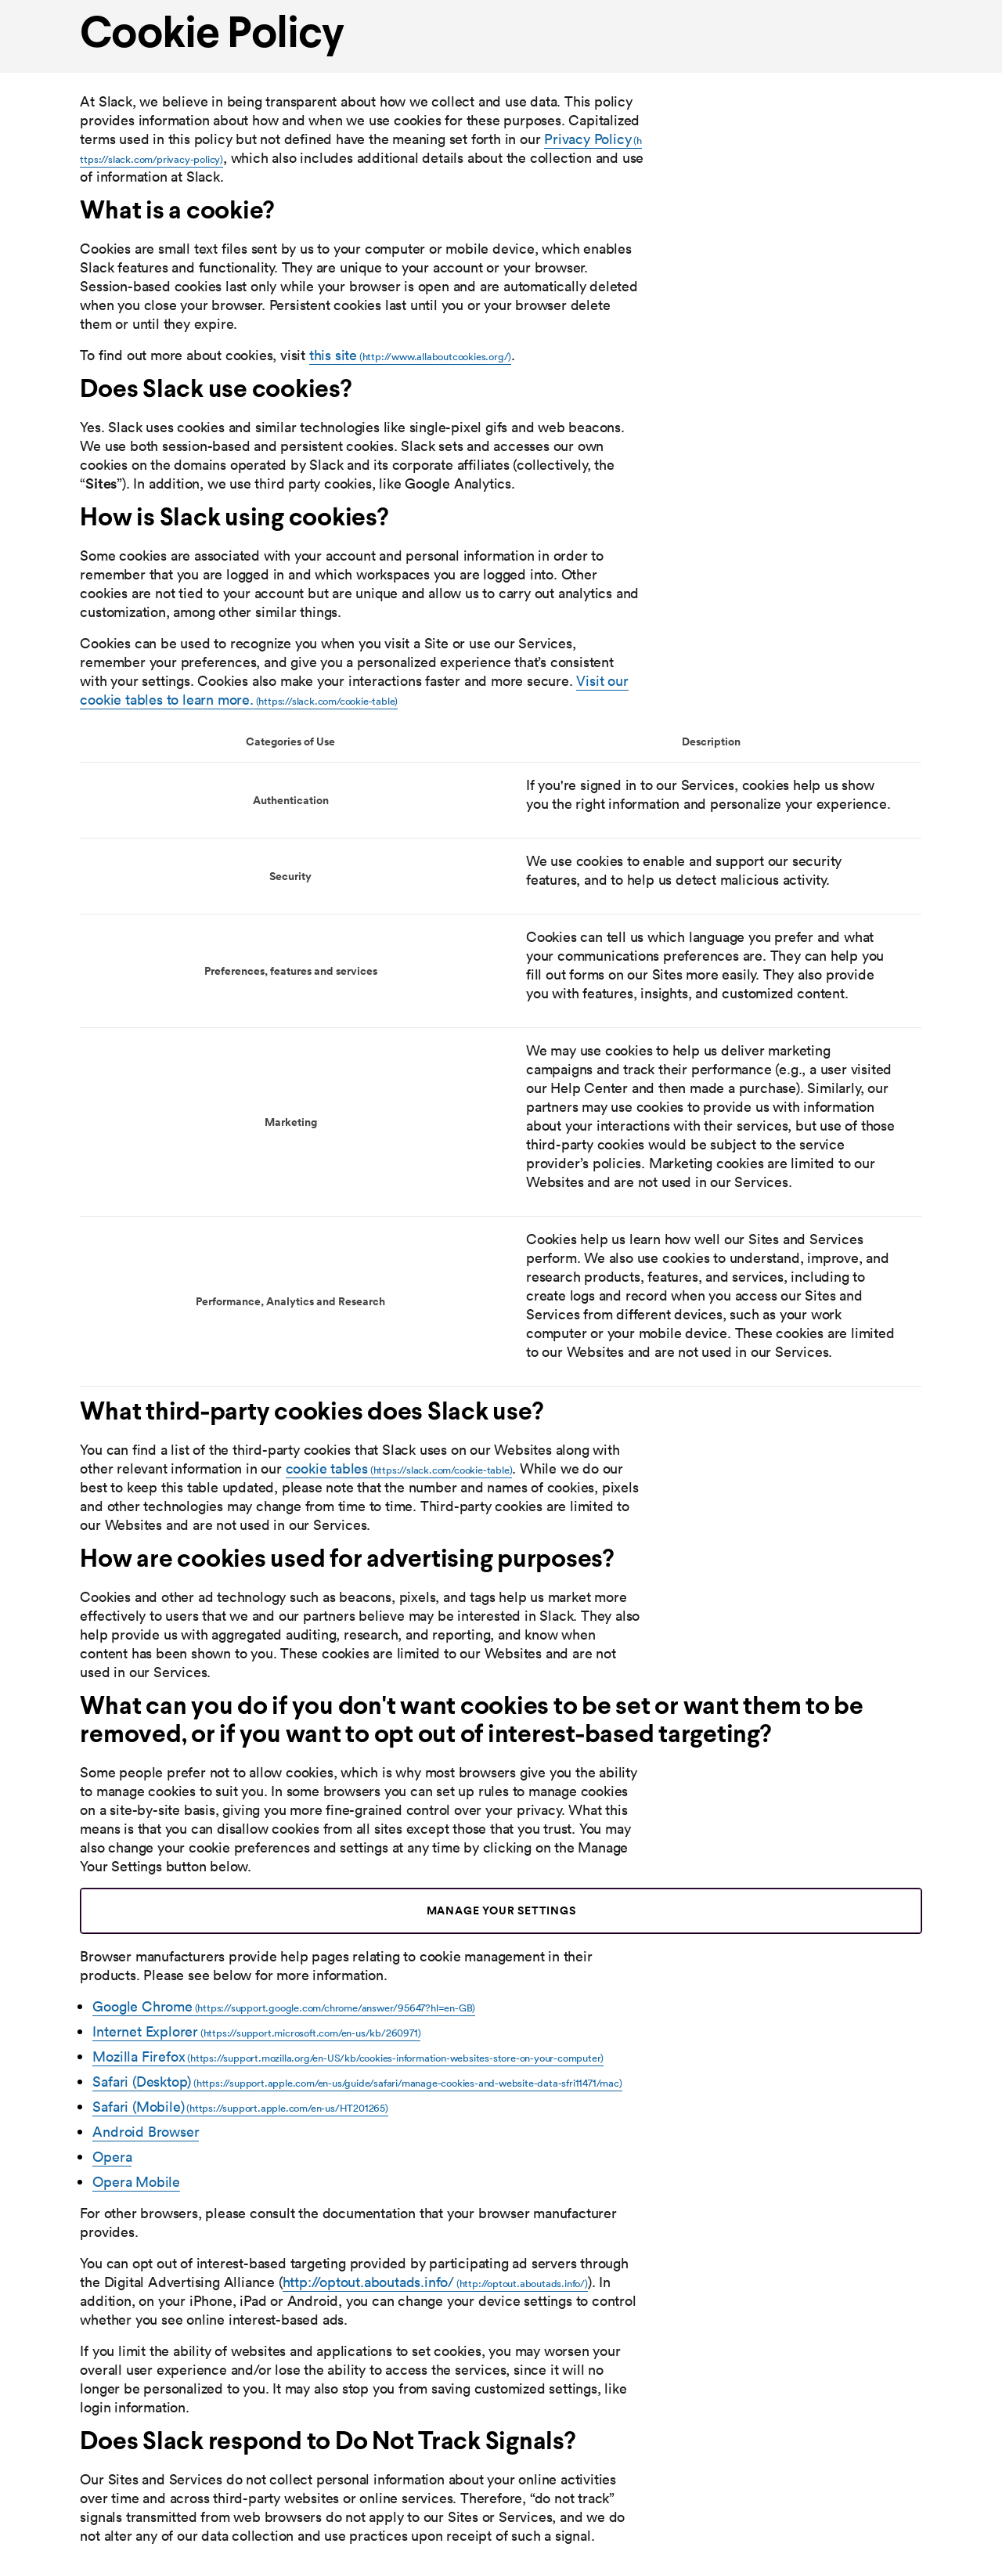 Cookie Policy
At Slack, we believe in being transparent about how we collect and use data. This policy
provides information about how and when we use cookies for these purposes. Capitalized
terms used in this policy but not defined have the meaning set forth in our Privacy Policy (h
ttps://slack.com/privacy-policy), which also includes additional details about the collection and use
of information at Slack.
What is a cookie?
Cookies are small text files sent by us to your computer or mobile device, which enables
Slack features and functionality. They are unique to your account or your browser.
Session-based cookies last only while your browser is open and are automatically deleted
when you close your browser. Persistent cookies last until you or your browser delete
them or until they expire.
To find out more about cookies, visit this site (http://www.allaboutcookies.org/).
Does Slack use cookies?
Yes. Slack uses cookies and similar technologies like single-pixel gifs and web beacons.
We use both session-based and persistent cookies. Slack sets and accesses our own
cookies on the domains operated by Slack and its corporate affiliates (collectively, the
“Sites”). In addition, we use third party cookies, like Google Analytics.
How is Slack using cookies?
Some cookies are associated with your account and personal information in order to
remember that you are logged in and which workspaces you are logged into. Other
cookies are not tied to your account but are unique and allow us to carry out analytics and
customization, among other similar things.
Cookies can be used to recognize you when you visit a Site or use our Services,
remember your preferences, and give you a personalized experience that’s consistent
with your settings. Cookies also make your interactions faster and more secure. Visit our
cookie tables to learn more. (https://slack.com/cookie-table)
Categories of Use
Description
Authentication
If you're signed in to our Services, cookies help us show
you the right information and personalize your experience.
Security
We use cookies to enable and support our security
features, and to help us detect malicious activity.
Preferences, features and services
Cookies can tell us which language you prefer and what
your communications preferences are. They can help you
fill out forms on our Sites more easily. They also provide
you with features, insights, and customized content.
Marketing
We may use cookies to help us deliver marketing
campaigns and track their performance (e.g., a user visited
our Help Center and then made a purchase). Similarly, our
partners may use cookies to provide us with information
about your interactions with their services, but use of those
third-party cookies would be subject to the service
provider’s policies. Marketing cookies are limited to our
Websites and are not used in our Services.
Performance, Analytics and Research
Cookies help us learn how well our Sites and Services
perform. We also use cookies to understand, improve, and
research products, features, and services, including to
create logs and record when you access our Sites and
Services from different devices, such as your work
computer or your mobile device. These cookies are limited
to our Websites and are not used in our Services.
What third-party cookies does Slack use?
You can find a list of the third-party cookies that Slack uses on our Websites along with
other relevant information in our cookie tables (https://slack.com/cookie-table). While we do our
best to keep this table updated, please note that the number and names of cookies, pixels
and other technologies may change from time to time. Third-party cookies are limited to
our Websites and are not used in our Services.
How are cookies used for advertising purposes?
Cookies and other ad technology such as beacons, pixels, and tags help us market more
effectively to users that we and our partners believe may be interested in Slack. They also
help provide us with aggregated auditing, research, and reporting, and know when
content has been shown to you. These cookies are limited to our Websites and are not
used in our Services.
What can you do if you don't want cookies to be set or want them to be
removed, or if you want to opt out of interest-based targeting?
Some people prefer not to allow cookies, which is why most browsers give you the ability
to manage cookies to suit you. In some browsers you can set up rules to manage cookies
on a site-by-site basis, giving you more fine-grained control over your privacy. What this
means is that you can disallow cookies from all sites except those that you trust. You may
also change your cookie preferences and settings at any time by clicking on the Manage
Your Settings button below.
MANAGE YOUR SETTINGS
Browser manufacturers provide help pages relating to cookie management in their
products. Please see below for more information.
• Google Chrome (https://support.google.com/chrome/answer/95647?hl=en-GB)
• Internet Explorer (https://support.microsoft.com/en-us/kb/260971)
• Mozilla Firefox (https://support.mozilla.org/en-US/kb/cookies-information-websites-store-on-your-computer)
• Safari (Desktop) (https://support.apple.com/en-us/guide/safari/manage-cookies-and-website-data-sfri11471/mac)
• Safari (Mobile) (https://support.apple.com/en-us/HT201265)
• Android Browser
• Opera
• Opera Mobile
For other browsers, please consult the documentation that your browser manufacturer
provides.
You can opt out of interest-based targeting provided by participating ad servers through
the Digital Advertising Alliance (http://optout.aboutads.info/ (http://optout.aboutads.info/)). In
addition, on your iPhone, iPad or Android, you can change your device settings to control
whether you see online interest-based ads.
If you limit the ability of websites and applications to set cookies, you may worsen your
overall user experience and/or lose the ability to access the services, since it will no
longer be personalized to you. It may also stop you from saving customized settings, like
login information.
Does Slack respond to Do Not Track Signals?
Our Sites and Services do not collect personal information about your online activities
over time and across third-party websites or online services. Therefore, “do not track”
signals transmitted from web browsers do not apply to our Sites or Services, and we do
not alter any of our data collection and use practices upon receipt of such a signal.